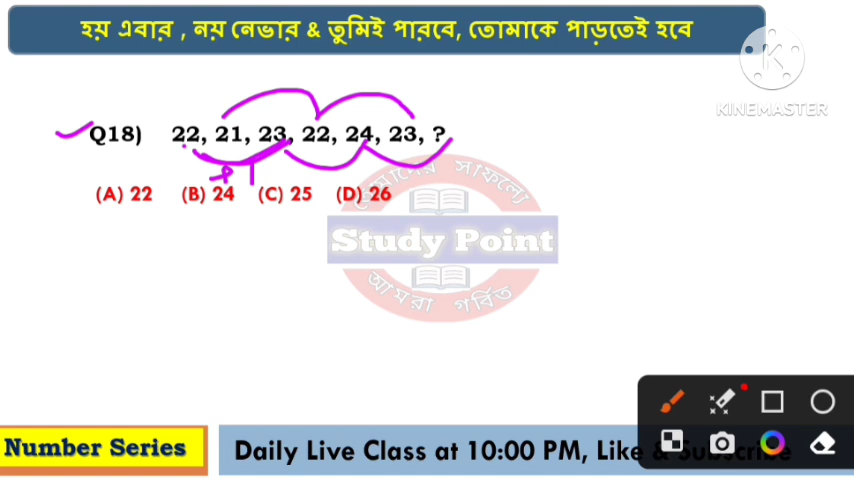 হয় এবার , নয় নেভার & তুমিই পারবে, তোমাকে পাড়তেই হবে
KINEMASTER
Q18) 22, 21, 23, 22, 24, 23, ?
(A) 22 (B) 24 (C) 25 (D) 26
তোমাদের সাফল্যে
Study Point
আমরা গর্বিত
Number Series
Daily Live Class at 10:00 PM, Like & Subscribe